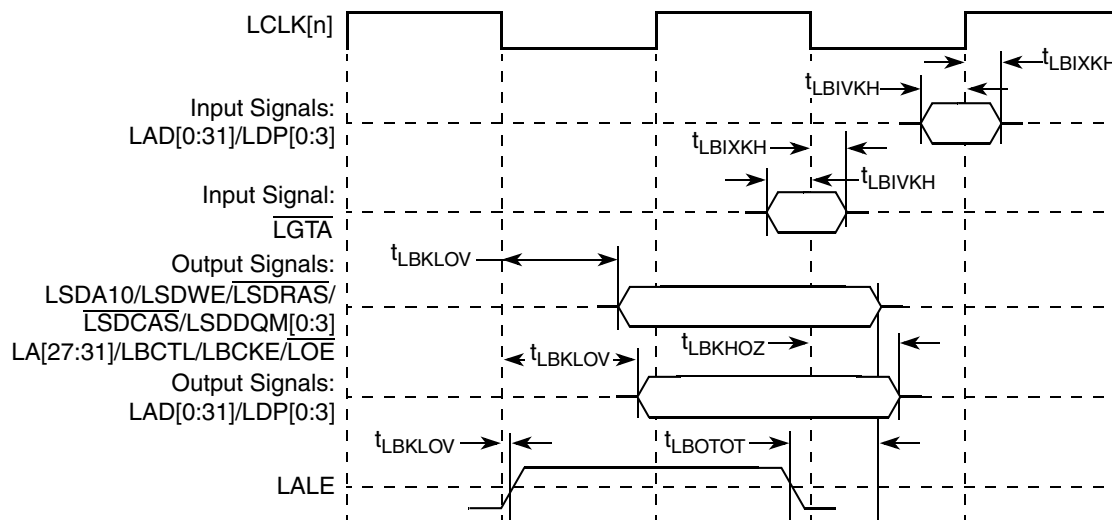 LCLK[n]
tLBIXKH
tLBIVKH
Input Signals:
LAD[0:31]/LDP[0:3]
tLBIXKH
tLBIVKH
Input Signal:
LGTA
tLBKLOV
Output Signals:
LSDA10/LSDWE/LSDRAS/
LSDCAS/LSDDQM[0:3]
LA[27:31]/LBCTL/LBCKE/LOE
tLBKHOZ
tLBKLOV
Output Signals:
LAD[0:31]/LDP[0:3]
tLBKLOV
tLBOTOT
LALE